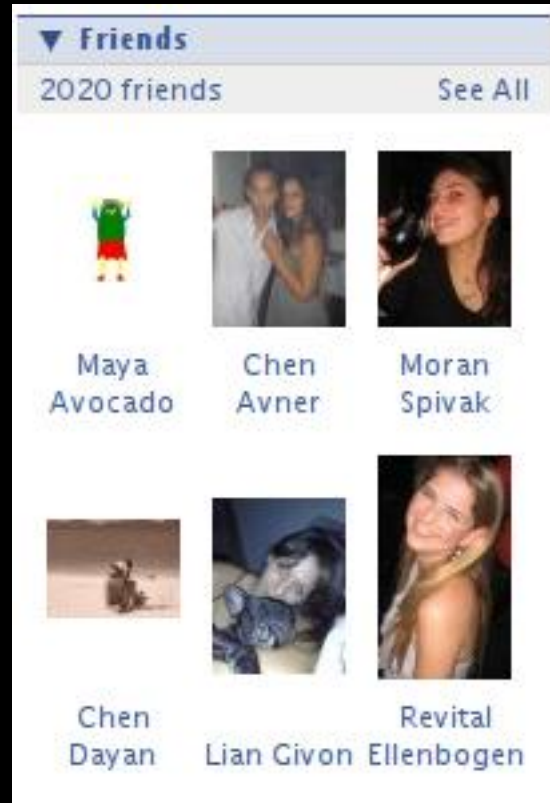 ▼ Friends
2020 friends See All
Maya Avocado
Chen Avner
Moran Spivak
Chen Dayan
Lian Givon
Revital Ellenbogen